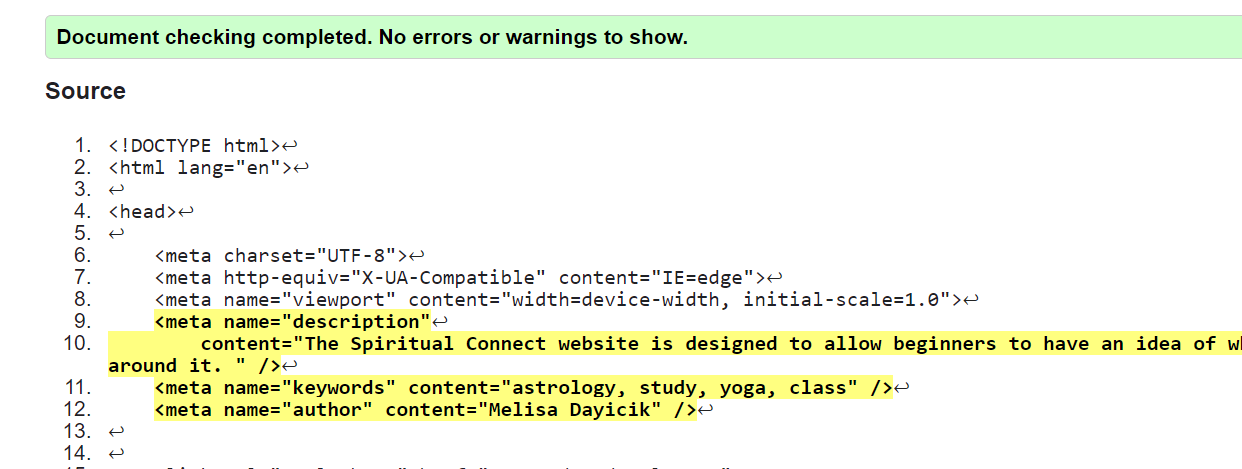 Document checking completed. No errors or warnings to show.
Source
1. <!DOCTYPE html>↩
2. <html lang="en">↩
3. ↩
4. <head>↩
5. ↩
6. <meta charset="UTF-8">↩
7. <meta http-equiv="X-UA-Compatible" content="IE=edge">↩
8. <meta name="viewport" content="width=device-width, initial-scale=1.0">↩
9. <meta name="description"↩
10. content="The Spiritual Connect website is designed to allow beginners to have an idea of
around it. " />↩
11. <meta name="keywords" content="astrology, study, yoga, class" />↩
12. <meta name="author" content="Melisa Dayicik" />↩
13. ↩
14. ↩